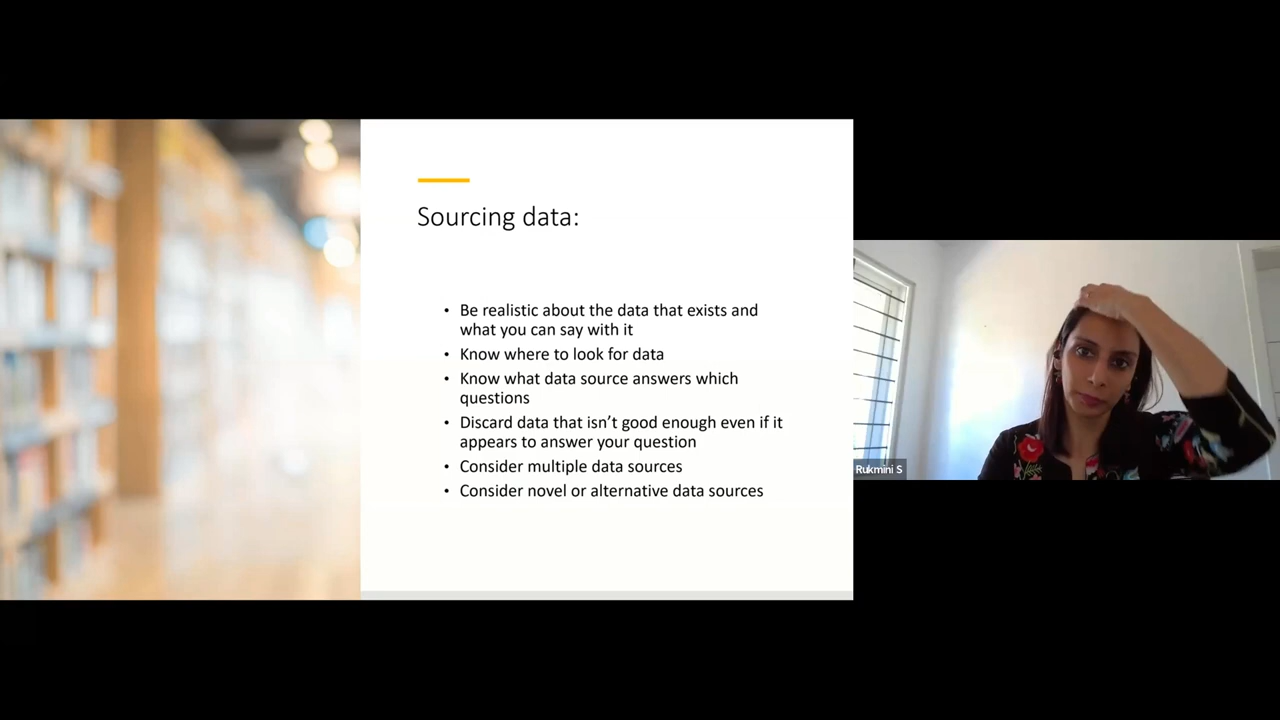 Sourcing data:
• Be realistic about the data that exists and
what you can say with it
• Know where to look for data
• Know what data source answers which
questions
• Discard data that isn’t good enough even if it
appears to answer your question
• Consider multiple data sources
• Consider novel or alternative data sources
Rukmini S